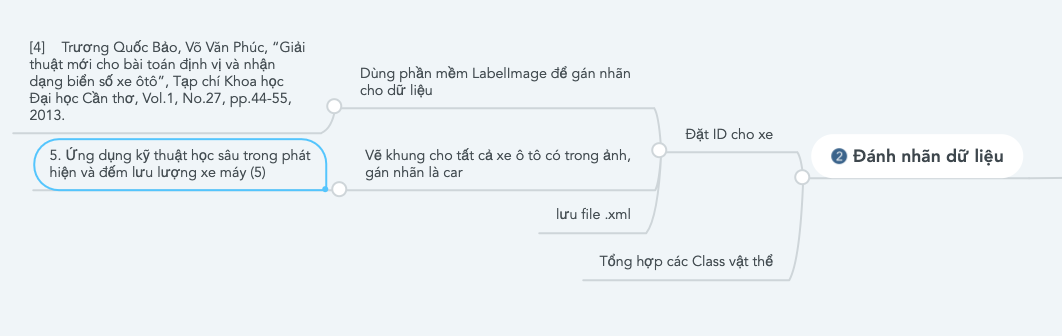 [4] Trương Quốc Bảo, Võ Văn Phúc, “Giải
thuật mới cho bài toán định vị và nhận
dạng biển số xe ôtô”, Tạp chí Khoa học
Đại học Cần thơ, Vol.1, No.27, pp.44-55,
2013.
5. Ứng dụng kỹ thuật học sâu trong phát
hiện và đếm lưu lượng xe máy (5)
Dùng phần mềm LabelImage để gán nhãn
cho dữ liệu
Vẽ khung cho tất cả xe ô tô có trong ảnh,
gán nhãn là car
lưu file .xml
Đặt ID cho xe
Tổng hợp các Class vật thể
2 Đánh nhãn dữ liệu